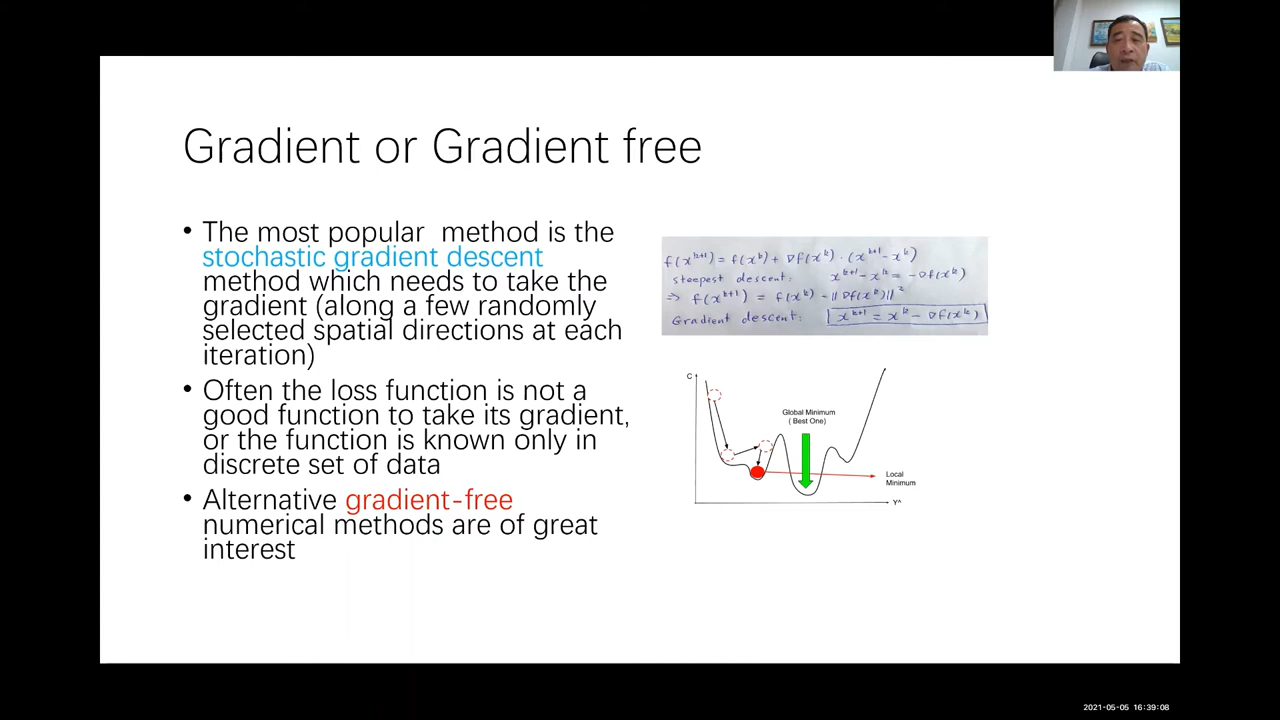 Gradient or Gradient free
• The most popular method is the
stochastic gradient descent
method which needs to take the
gradient (along a few randomly
selected spatial directions at each
iteration)
• Often the loss function is not a
good function to take its gradient,
or the function is known only in
discrete set of data
• Alternative gradient-free
numerical methods are of great
interest
f(x^{k+1}) = f(x^k) + ∇f(x^k) · (x^{k+1} - x^k)
steepest descent: x^{k+1} - x^k = -∇f(x^k)
⇒ f(x^{k+1}) = f(x^k) - ||∇f(x^k)||^2
Gradient descent: x^{k+1} = x^k - ∇f(x^k)
C
Global Minimum
( Best One)
Local
Minimum
Y^
2021-05-05 16:39:08